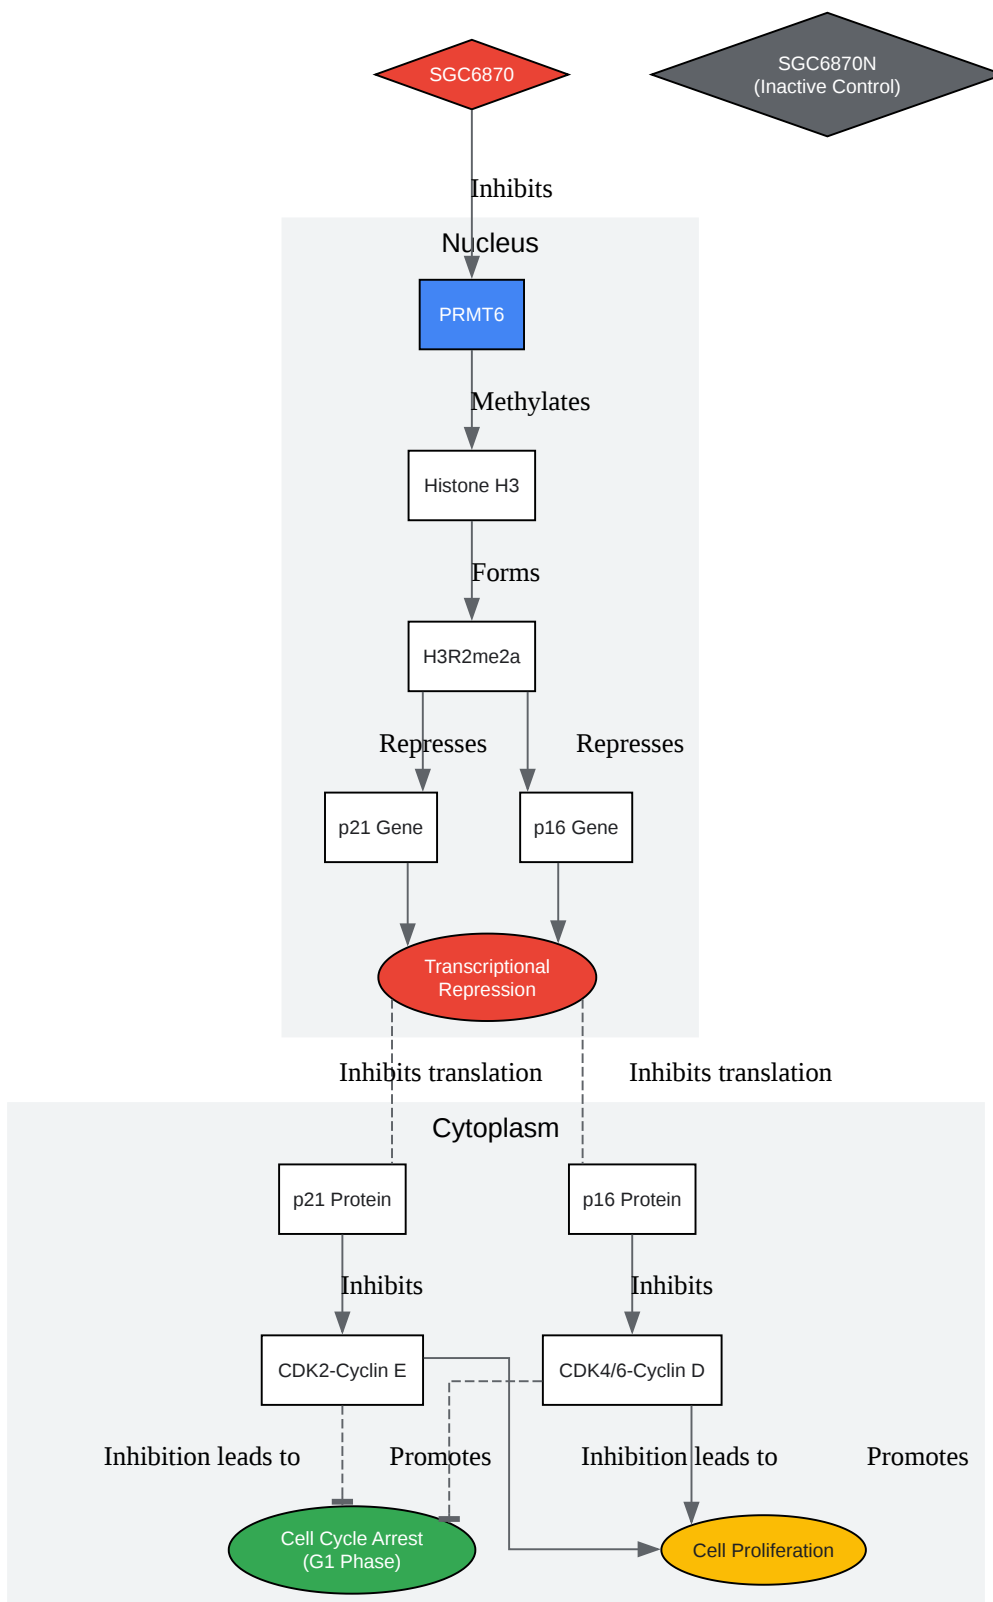 SGC6870
SGC6870N
(Inactive Control)
Inhibits
Nucleus
PRMT6
Methylates
Histone H3
Forms
H3R2me2a
Represses
Represses
p21 Gene
p16 Gene
Transcriptional
Repression
Inhibits translation
Inhibits translation
Cytoplasm
p21 Protein
p16 Protein
Inhibits
Inhibits
CDK2-Cyclin E
CDK4/6-Cyclin D
Inhibition leads to
Promotes
Inhibition leads to
Promotes
Cell Cycle Arrest
(G1 Phase)
Cell Proliferation